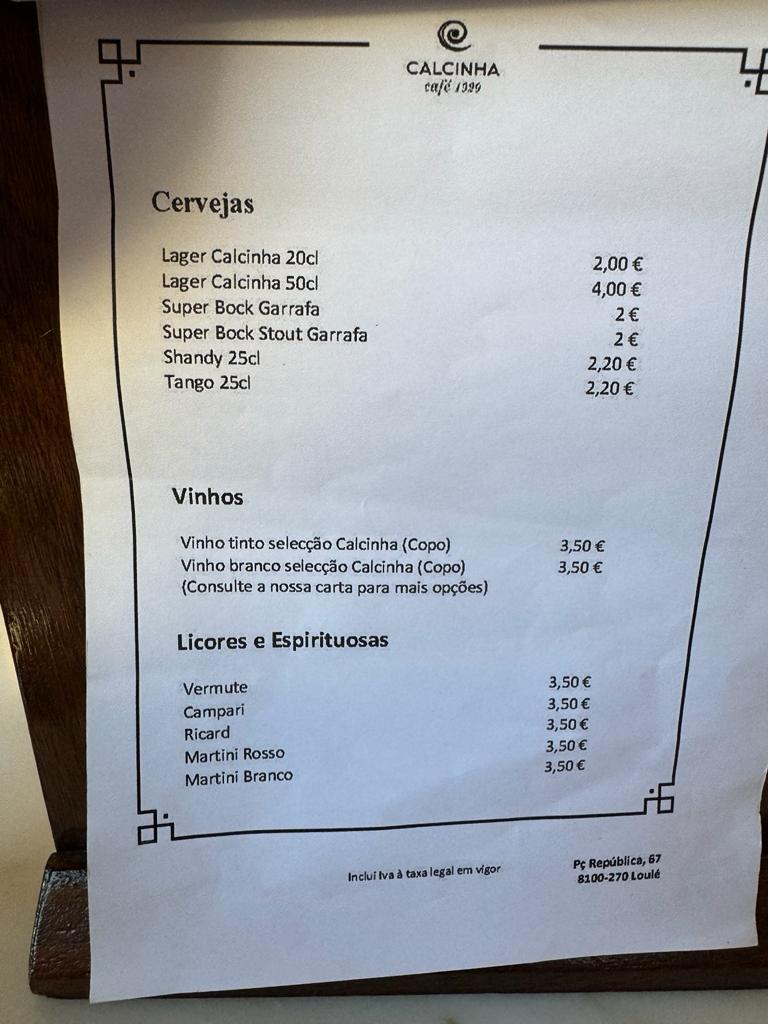 CALCINHA
café 1929
Cervejas
Lager Calcinha 20cl 2,00 €
Lager Calcinha 50cl 4,00 €
Super Bock Garrafa 2 €
Super Bock Stout Garrafa 2 €
Shandy 25cl 2,20 €
Tango 25cl 2,20 €
Vinhos
Vinho tinto selecção Calcinha (Copo) 3,50 €
Vinho branco selecção Calcinha (Copo) 3,50 €
(Consulte a nossa carta para mais opções)
Licores e Espirituosas
Vermute 3,50 €
Campari 3,50 €
Ricard 3,50 €
Martini Rosso 3,50 €
Martini Branco 3,50 €
Inclui Iva à taxa legal em vigor
Pç República, 67
8100-270 Loulé